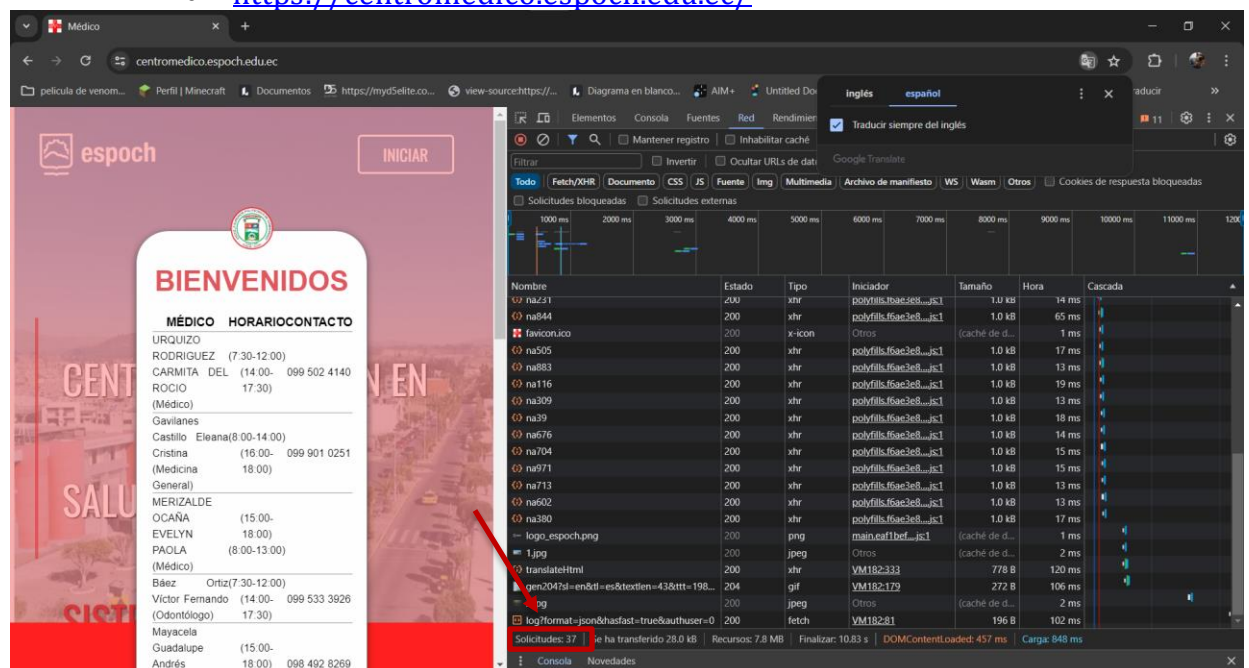 https://centromedico.espoch.edu.ec/
Médico
centromedico.espoch.edu.ec
pelicula de venom...
Perfil | Minecraft
Documentos
https://myd5elite.co...
view-source:https://...
Diagrama en blanco...
AIM+
Untitled Do
aducir
»
inglés
español
Traducir siempre del inglés
Google Translate
espoch
INICIAR
BIENVENIDOS
MÉDICO HORARIOCONTACTO
URQUIZO
RODRIGUEZ (7:30-12:00)
CARMITA DEL (14:00- 099 502 4140
ROCIO 17:30)
(Médico)
Gavilanes
Castillo Eleana(8:00-14:00)
Cristina (16:00- 099 901 0251
(Medicina 18:00)
General)
MERIZALDE
OCAÑA (15:00-
EVELYN 18:00)
PAOLA (8:00-13:00)
(Médico)
Báez Ortiz(7:30-12:00)
Víctor Fernando (14:00- 099 533 3926
(Odontólogo) 17:30)
Mayacela
Guadalupe (15:00-
Andrés 18:00) 098 492 8269
CENT
N EN
SALU
SISTE
Elementos Consola Fuentes Red Rendimien
11
Mantener registro Inhabilitar caché
Filtrar Invertir Ocultar URLs de dat
Todo Fetch/XHR Documento CSS JS Fuente Img Multimedia Archivo de manifiesto WS Wasm Otros Cookies de respuesta bloqueadas
Solicitudes bloqueadas Solicitudes externas
1000 ms 2000 ms 3000 ms 4000 ms 5000 ms 6000 ms 7000 ms 8000 ms 9000 ms 10000 ms 11000 ms 1200
Nombre Estado Tipo Iniciador Tamaño Hora Cascada
na231 200 xhr polyfills.f6ae3e8....js:1 1.0 kB 14 ms
na844 200 xhr polyfills.f6ae3e8....js:1 1.0 kB 65 ms
favicon.ico 200 x-icon Otros (caché de d... 1 ms
na505 200 xhr polyfills.f6ae3e8....js:1 1.0 kB 17 ms
na883 200 xhr polyfills.f6ae3e8....js:1 1.0 kB 13 ms
na116 200 xhr polyfills.f6ae3e8....js:1 1.0 kB 19 ms
na309 200 xhr polyfills.f6ae3e8....js:1 1.0 kB 13 ms
na39 200 xhr polyfills.f6ae3e8....js:1 1.0 kB 18 ms
na676 200 xhr polyfills.f6ae3e8....js:1 1.0 kB 14 ms
na704 200 xhr polyfills.f6ae3e8....js:1 1.0 kB 15 ms
na971 200 xhr polyfills.f6ae3e8....js:1 1.0 kB 15 ms
na713 200 xhr polyfills.f6ae3e8....js:1 1.0 kB 13 ms
na602 200 xhr polyfills.f6ae3e8....js:1 1.0 kB 13 ms
na380 200 xhr polyfills.f6ae3e8....js:1 1.0 kB 17 ms
logo_espoch.png 200 png main.eaf1bef....js:1 (caché de d... 1 ms
1.jpg 200 jpeg Otros (caché de d... 2 ms
translateHtml 200 xhr VM182:333 778 B 120 ms
gen204?sl=en&tl=es&textlen=43&ttt=198... 204 gif VM182:179 272 B 106 ms
200 jpeg Otros (caché de d... 2 ms
log?format=json&hasfast=true&authuser=0 200 fetch VM182:81 196 B 102 ms
Solicitudes: 37 Se ha transferido 28.0 kB Recursos: 7.8 MB Finalizar: 10.83 s DOMContentLoaded: 457 ms Carga: 848 ms
Consola Novedades